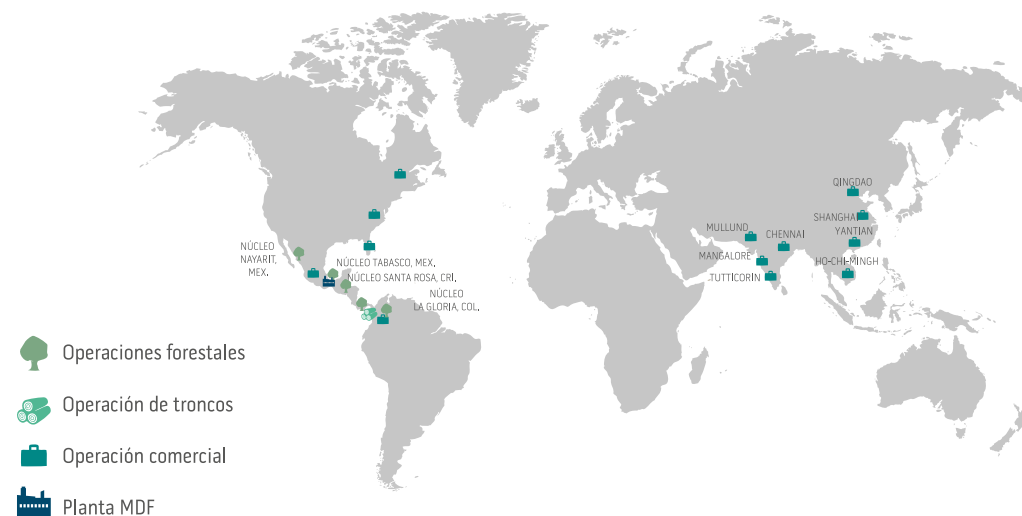 QINGDAO
SHANGHAI
YANTIAN
MULLUND
CHENNAI
MANGALORE
HO-CHI-MINGH
TUTTICORIN
NÚCLEO
NAYARIT,
MEX.
NÚCLEO TABASCO, MEX.
NÚCLEO SANTA ROSA, CRI.
NÚCLEO
LA GLORIA, COL.
Operaciones forestales
Operación de troncos
Operación comercial
Planta MDF